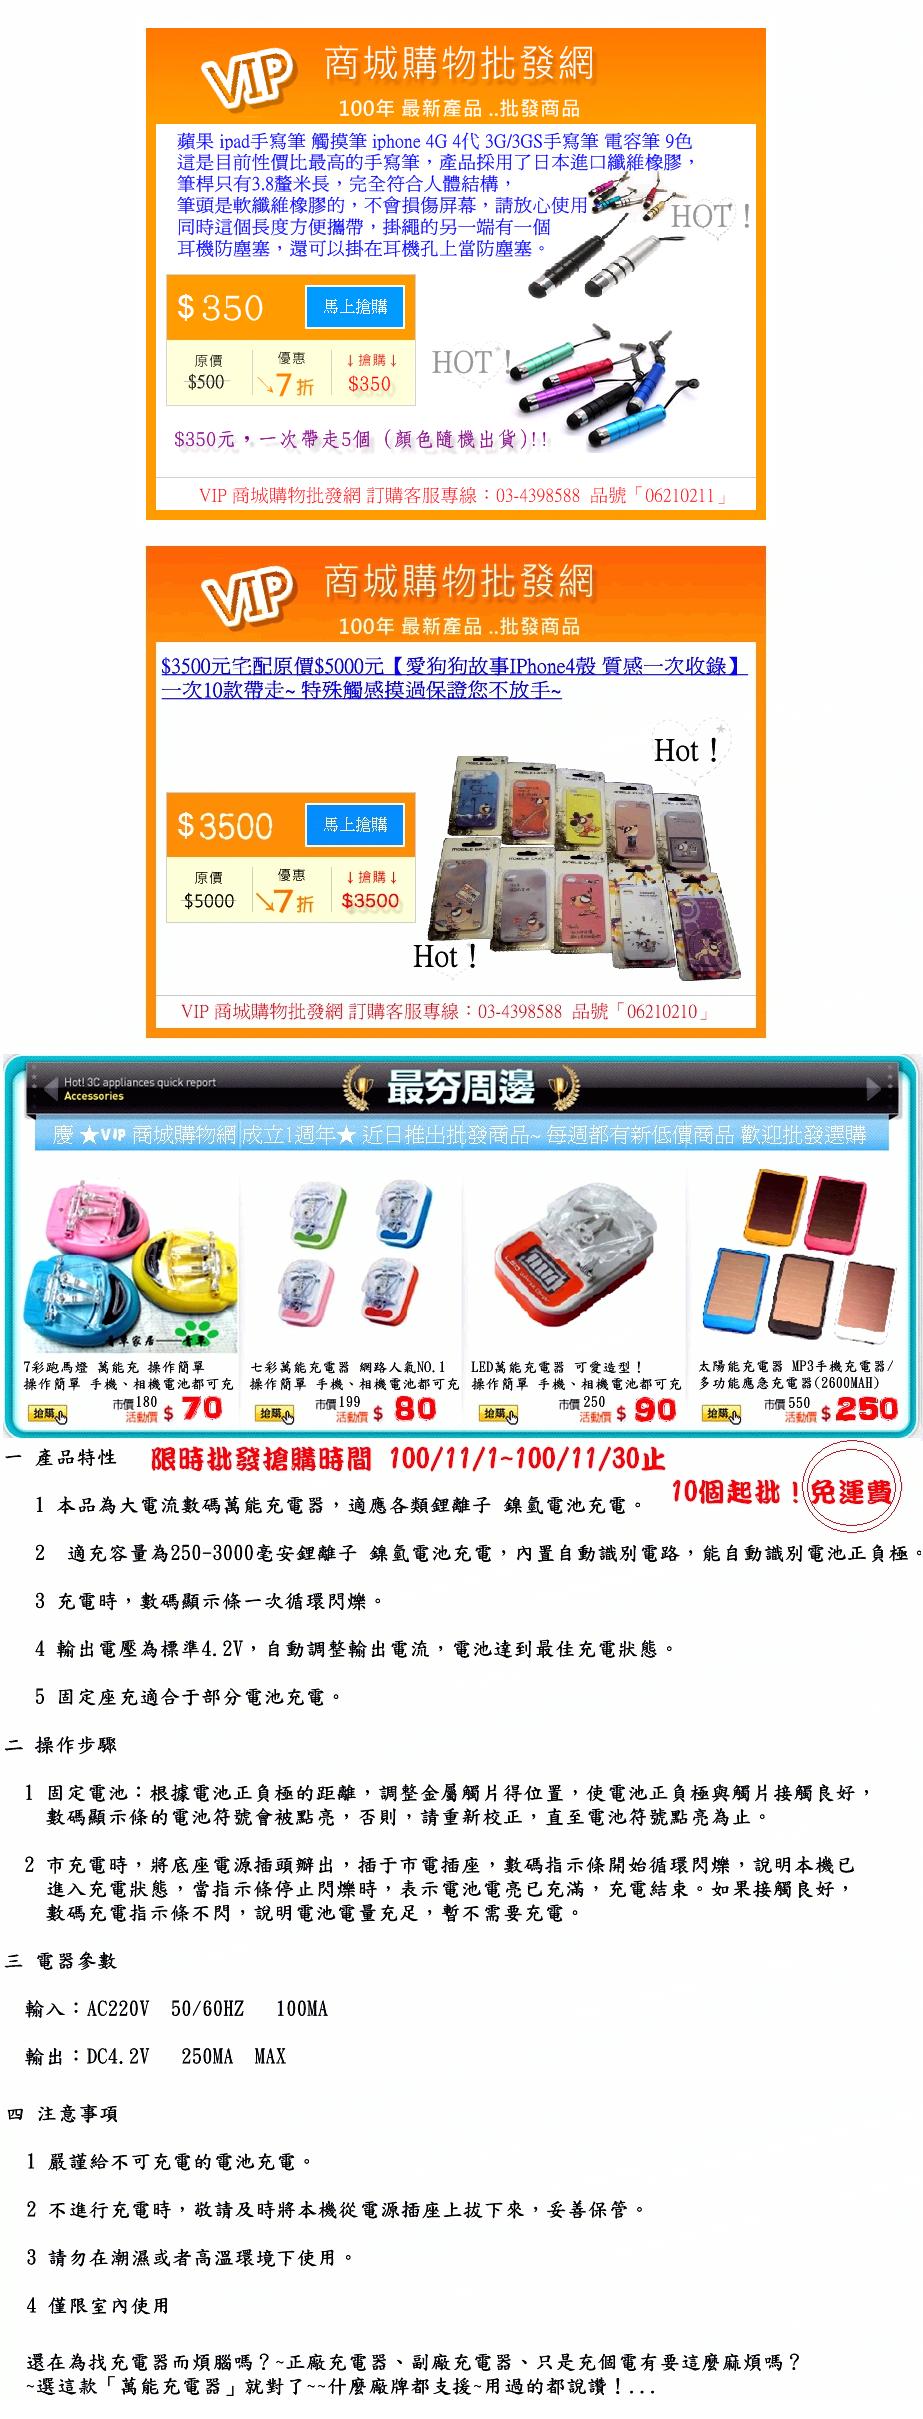 VIP 商城購物批發網
100年 最新產品 ..批發商品
蘋果 ipad手寫筆 觸摸筆 iphone 4G 4代 3G/3GS手寫筆 電容筆 9色
這是目前性價比最高的手寫筆，產品採用了日本進口纖維橡膠，
筆桿只有3.8釐米長，完全符合人體結構，
筆頭是軟纖維橡膠的，不會損傷屏幕，請放心使用
同時這個長度方便攜帶，掛繩的另一端有一個
耳機防塵塞，還可以掛在耳機孔上當防塵塞。
HOT！
$350 馬上搶購
原價 優惠 ↓搶購↓
$500 ↘7折 $350
HOT！
$350元，一次帶走5個 (顏色隨機出貨)!!
VIP 商城購物批發網 訂購客服專線：03-4398588 品號「06210211」
VIP 商城購物批發網
100年 最新產品 ..批發商品
$3500元宅配原價$5000元【愛狗狗故事IPhone4殼 質感一次收錄】
一次10款帶走~ 特殊觸感摸過保證您不放手~
Hot！
$3500 馬上搶購
原價 優惠 ↓搶購↓
$5000 ↘7折 $3500
Hot！
VIP 商城購物批發網 訂購客服專線：03-4398588 品號「06210210」
Hot! 3C appliances quick report
Accessories
最夯周邊
慶 ★VIP 商城購物網 成立1週年★ 近日推出批發商品~ 每週都有新低價商品 歡迎批發選購
7彩跑馬燈 萬能充 操作簡單
操作簡單 手機、相機電池都可充
搶購 市價180 活動價 $ 70
七彩萬能充電器 網路人氣NO.1
操作簡單 手機、相機電池都可充
搶購 市價199 活動價 $ 80
LED萬能充電器 可愛造型！
操作簡單 手機、相機電池都可充
搶購 市價250 活動價 $ 90
太陽能充電器 MP3手機充電器/
多功能應急充電器(2600MAH)
搶購 市價550 活動價 $ 250
一 產品特性 限時批發搶購時間 100/11/1~100/11/30止
10個起批！免運費
1 本品為大電流數碼萬能充電器，適應各類鋰離子 鎳氫電池充電。
2 適充容量為250-3000毫安鋰離子 鎳氫電池充電，內置自動識別電路，能自動識別電池正負極。
3 充電時，數碼顯示條一次循環閃爍。
4 輸出電壓為標準4.2V，自動調整輸出電流，電池達到最佳充電狀態。
5 固定座充適合于部分電池充電。
二 操作步驟
1 固定電池：根據電池正負極的距離，調整金屬觸片得位置，使電池正負極與觸片接觸良好，
數碼顯示條的電池符號會被點亮，否則，請重新校正，直至電池符號點亮為止。
2 市充電時，將底座電源插頭瓣出，插于市電插座，數碼指示條開始循環閃爍，說明本機已
進入充電狀態，當指示條停止閃爍時，表示電池電亮已充滿，充電結束。如果接觸良好，
數碼充電指示條不閃，說明電池電量充足，暫不需要充電。
三 電器參數
輸入：AC220V 50/60HZ 100MA
輸出：DC4.2V 250MA MAX
四 注意事項
1 嚴謹給不可充電的電池充電。
2 不進行充電時，敬請及時將本機從電源插座上拔下來，妥善保管。
3 請勿在潮濕或者高溫環境下使用。
4 僅限室內使用
還在為找充電器而煩腦嗎？~正廠充電器、副廠充電器、只是充個電有要這麼麻煩嗎？
~選這款「萬能充電器」就對了~~什麼廠牌都支援~用過的都說讚！...